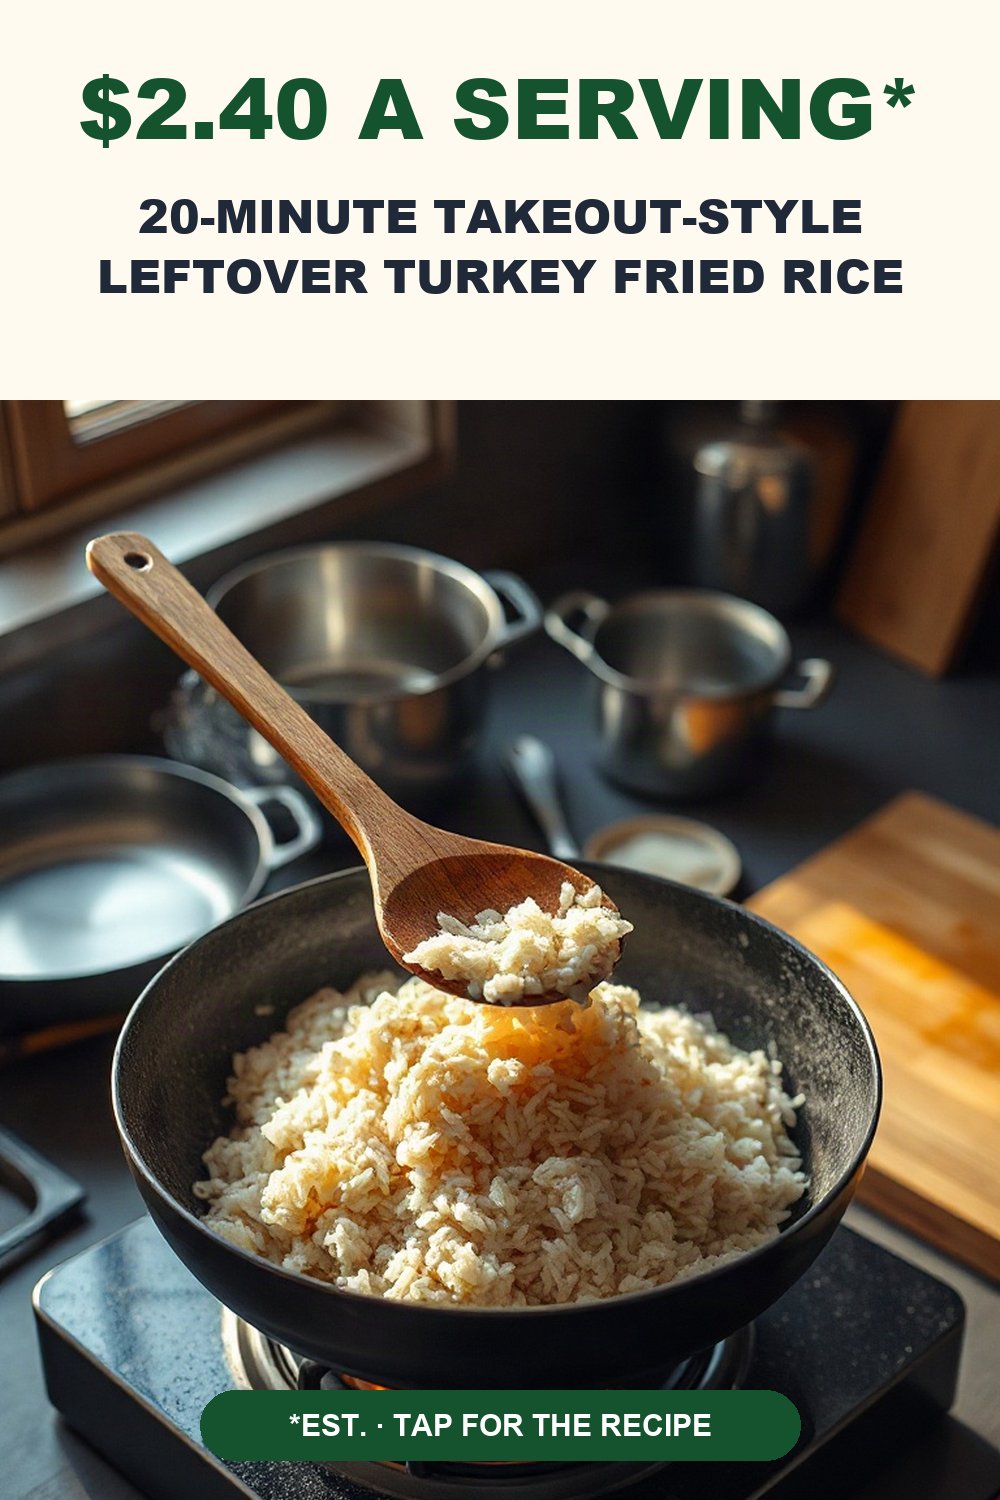 $2.40 A SERVING*
20-MINUTE TAKEOUT-STYLE
LEFTOVER TURKEY FRIED RICE
*EST. · TAP FOR THE RECIPE